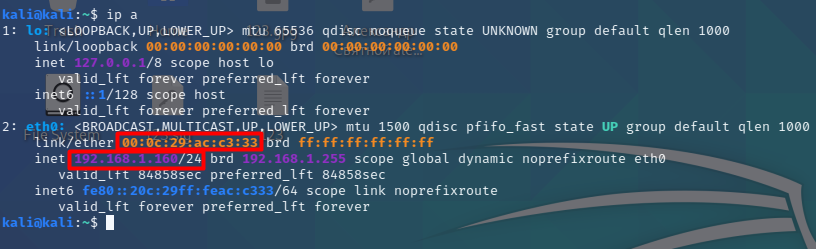 kali@kali:~$ ip a
1: lo: <LOOPBACK,UP,LOWER_UP> mtu 65536 qdisc noqueue state UNKNOWN group default qlen 1000
link/loopback 00:00:00:00:00:00 brd 00:00:00:00:00:00
inet 127.0.0.1/8 scope host lo
valid_lft forever preferred_lft forever
inet6 ::1/128 scope host
valid_lft forever preferred_lft forever
File System
2: eth0: <BROADCAST,MULTICAST,UP,LOWER_UP> mtu 1500 qdisc pfifo_fast state UP group default qlen 1000
link/ether 00:0c:29:ac:c3:33 brd ff:ff:ff:ff:ff:ff
inet 192.168.1.160/24 brd 192.168.1.255 scope global dynamic noprefixroute eth0
valid_lft 84858sec preferred_lft 84858sec
inet6 fe80::20c:29ff:feac:c333/64 scope link noprefixroute
valid_lft forever preferred_lft forever
kali@kali:~$